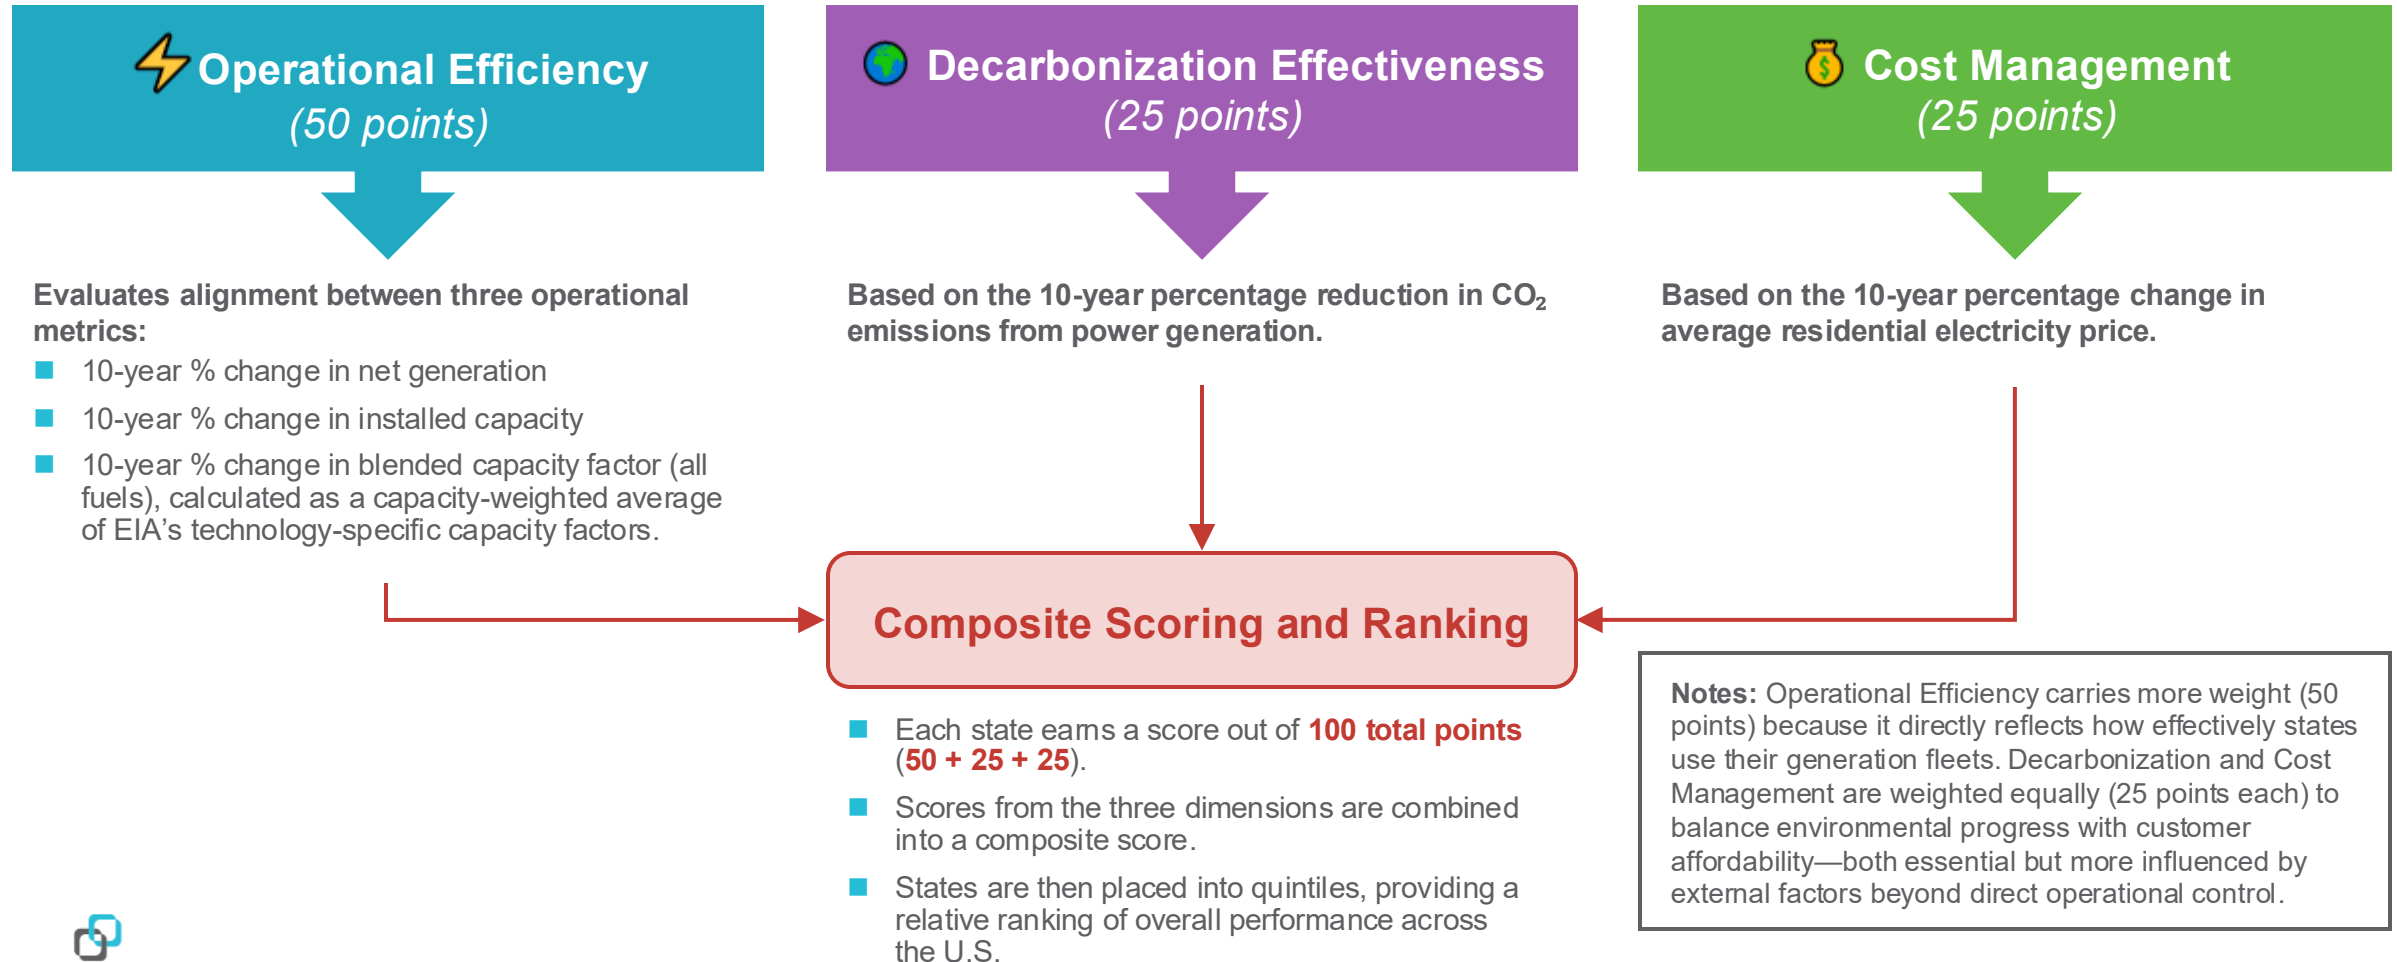 Operational Efficiency
(50 points)
Evaluates alignment between three operational
metrics:
10-year % change in net generation
10-year % change in installed capacity
10-year % change in blended capacity factor (all
fuels), calculated as a capacity-weighted average
of EIA’s technology-specific capacity factors.
Decarbonization Effectiveness
(25 points)
Based on the 10-year percentage reduction in CO₂
emissions from power generation.
Cost Management
(25 points)
Based on the 10-year percentage change in
average residential electricity price.
Composite Scoring and Ranking
Each state earns a score out of 100 total points
(50 + 25 + 25).
Scores from the three dimensions are combined
into a composite score.
States are then placed into quintiles, providing a
relative ranking of overall performance across
the U.S.
Notes: Operational Efficiency carries more weight (50
points) because it directly reflects how effectively states
use their generation fleets. Decarbonization and Cost
Management are weighted equally (25 points each) to
balance environmental progress with customer
affordability—both essential but more influenced by
external factors beyond direct operational control.